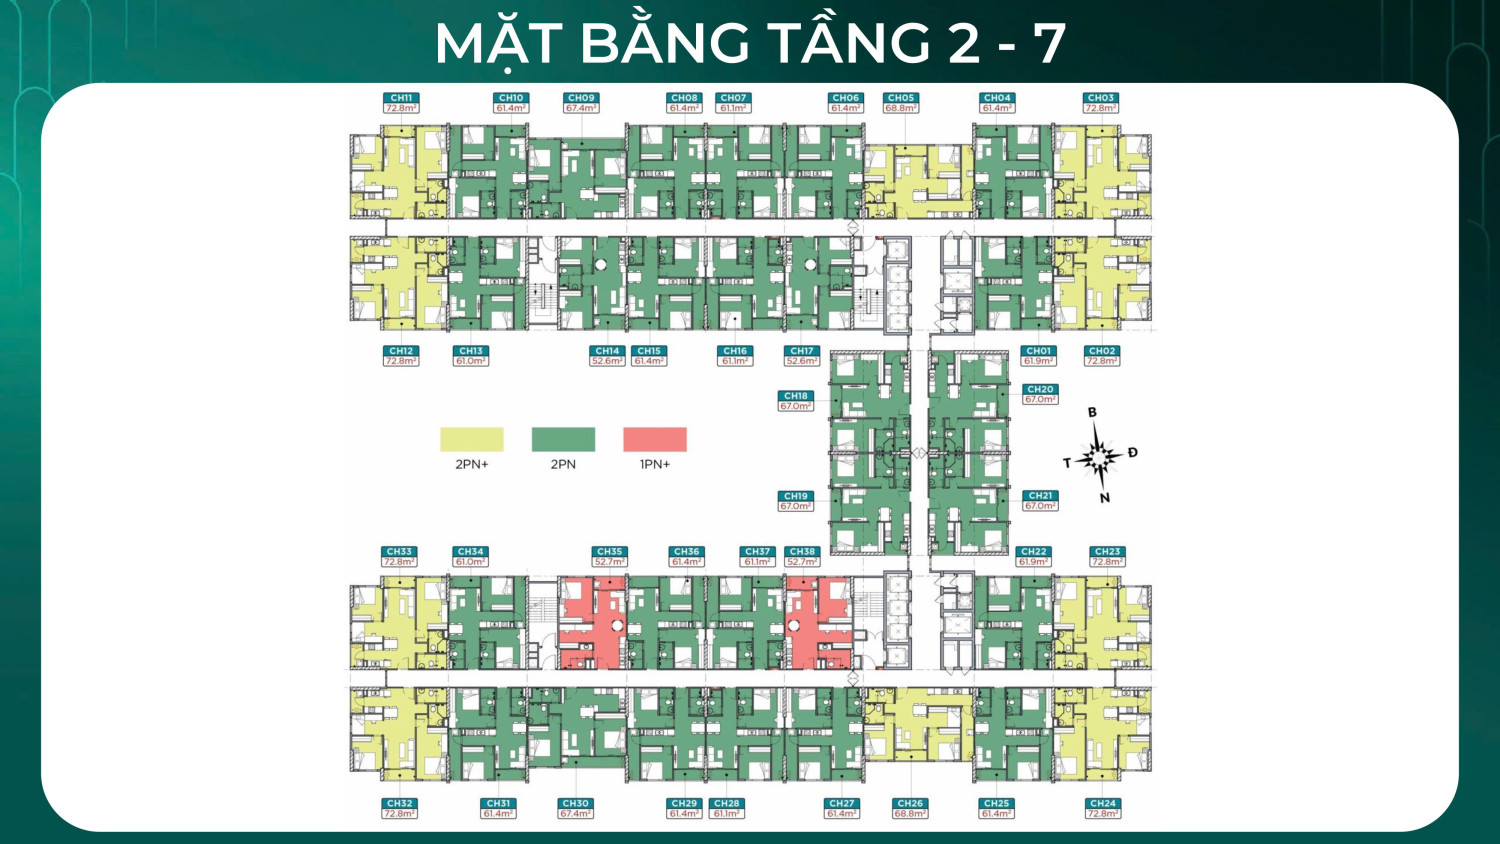 MẶT BẰNG TẦNG 2 - 7
CH11
72.8m²
CH10
61.4m²
CH09
67.4m²
CH08
61.4m²
CH07
61.1m²
CH06
61.4m²
CH05
68.8m²
CH04
61.4m²
CH03
72.8m²
CH12
72.8m²
CH13
61.0m²
CH14
52.6m²
CH15
61.4m²
CH16
61.1m²
CH17
52.6m²
CH01
61.9m²
CH02
72.8m²
CH18
67.0m²
CH20
67.0m²
2PN+
2PN
1PN+
B
T
Đ
N
CH19
67.0m²
CH21
67.0m²
CH33
72.8m²
CH34
61.0m²
CH35
52.7m²
CH36
61.4m²
CH37
61.1m²
CH38
52.7m²
CH22
61.9m²
CH23
72.8m²
CH32
72.8m²
CH31
61.4m²
CH30
67.4m²
CH29
61.4m²
CH28
61.1m²
CH27
61.4m²
CH26
68.8m²
CH25
61.4m²
CH24
72.8m²